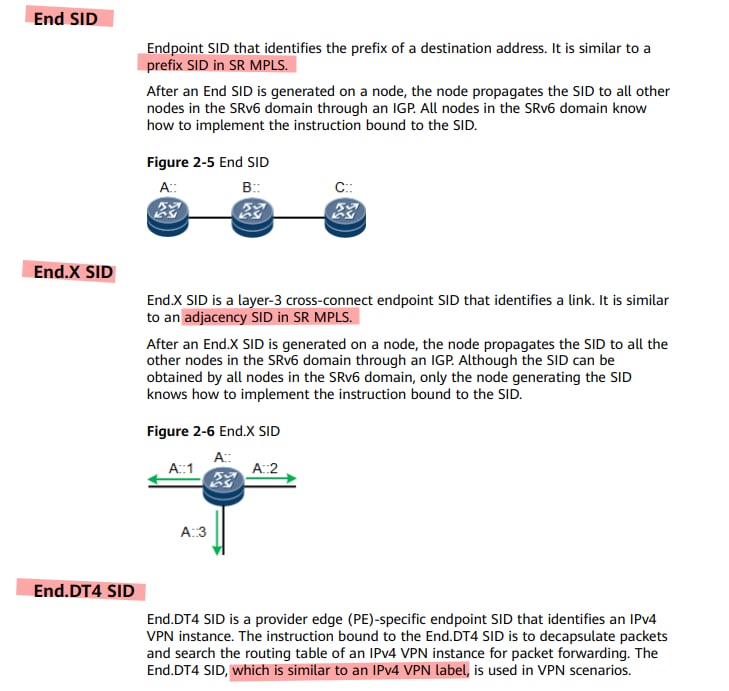 End SID
Endpoint SID that identifies the prefix of a destination address. It is similar to a
prefix SID in SR MPLS.
After an End SID is generated on a node, the node propagates the SID to all other
nodes in the SRv6 domain through an IGP. All nodes in the SRv6 domain know
how to implement the instruction bound to the SID.
Figure 2-5 End SID
A:: B:: C::
End.X SID
End.X SID is a layer-3 cross-connect endpoint SID that identifies a link. It is similar
to an adjacency SID in SR MPLS.
After an End.X SID is generated on a node, the node propagates the SID to all the
other nodes in the SRv6 domain through an IGP. Although the SID can be
obtained by all nodes in the SRv6 domain, only the node generating the SID
knows how to implement the instruction bound to the SID.
Figure 2-6 End.X SID
A::
A::1 A::2
A::3
End.DT4 SID
End.DT4 SID is a provider edge (PE)-specific endpoint SID that identifies an IPv4
VPN instance. The instruction bound to the End.DT4 SID is to decapsulate packets
and search the routing table of an IPv4 VPN instance for packet forwarding. The
End.DT4 SID, which is similar to an IPv4 VPN label, is used in VPN scenarios.